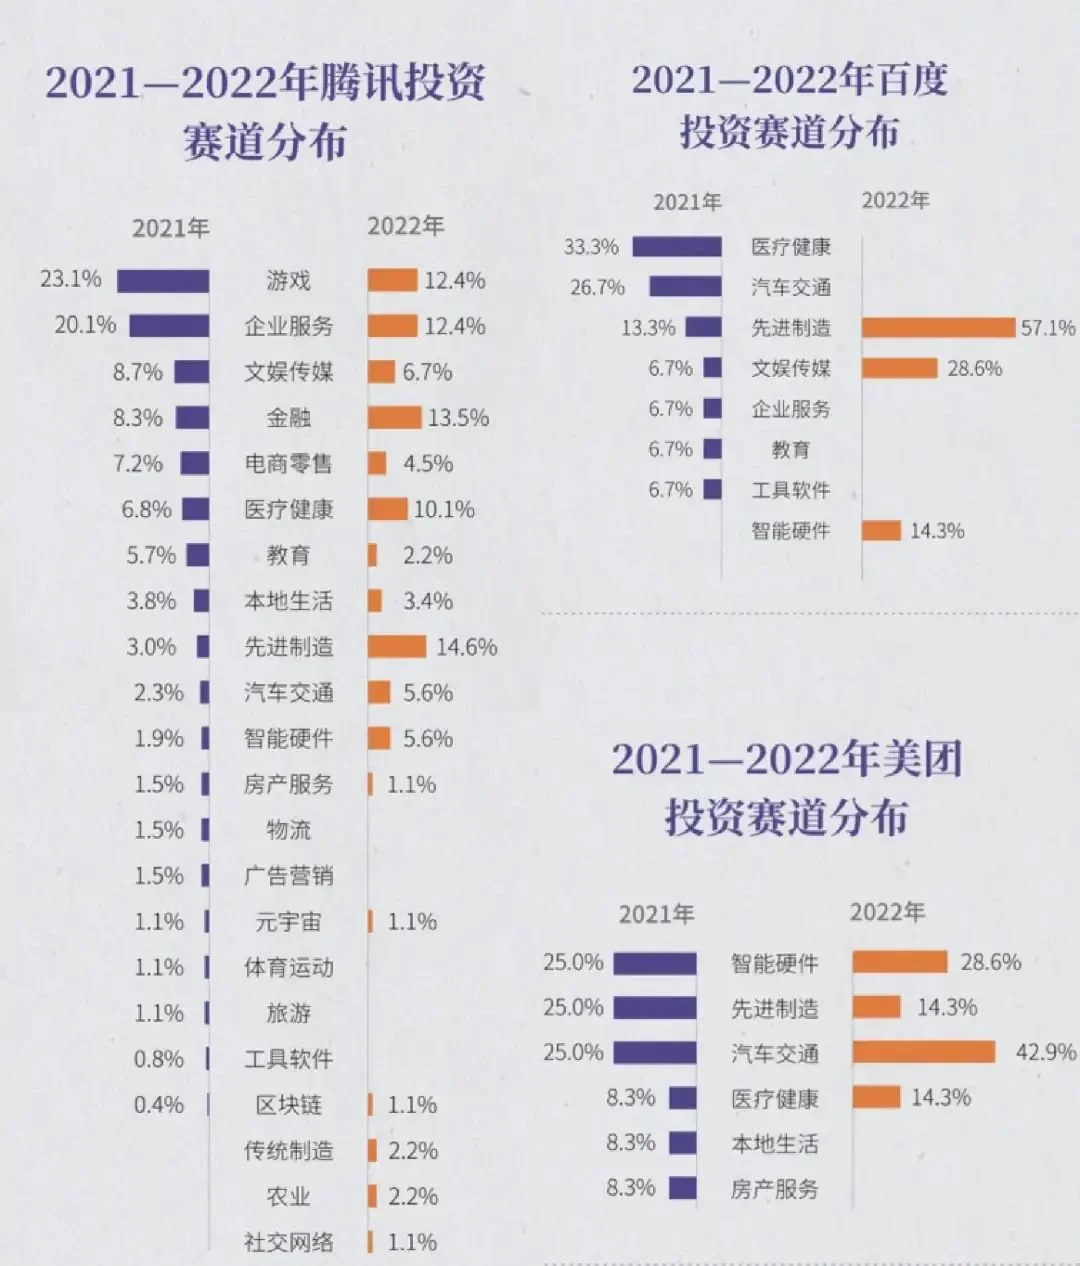 2021—2022年腾讯投资
赛道分布
2021年 2022年
23.1% 游戏 12.4%
20.1% 企业服务 12.4%
8.7% 文娱传媒 6.7%
8.3% 金融 13.5%
7.2% 电商零售 4.5%
6.8% 医疗健康 10.1%
5.7% 教育 2.2%
3.8% 本地生活 3.4%
3.0% 先进制造 14.6%
2.3% 汽车交通 5.6%
1.9% 智能硬件 5.6%
1.5% 房产服务 1.1%
1.5% 物流
1.5% 广告营销
1.1% 元宇宙 1.1%
1.1% 体育运动
1.1% 旅游
0.8% 工具软件
0.4% 区块链 1.1%
传统制造 2.2%
农业 2.2%
社交网络 1.1%
2021—2022年百度
投资赛道分布
2021年 2022年
33.3% 医疗健康
26.7% 汽车交通
13.3% 先进制造 57.1%
6.7% 文娱传媒 28.6%
6.7% 企业服务
6.7% 教育
6.7% 工具软件
智能硬件 14.3%
2021—2022年美团
投资赛道分布
2021年 2022年
25.0% 智能硬件 28.6%
25.0% 先进制造 14.3%
25.0% 汽车交通 42.9%
8.3% 医疗健康 14.3%
8.3% 本地生活
8.3% 房产服务